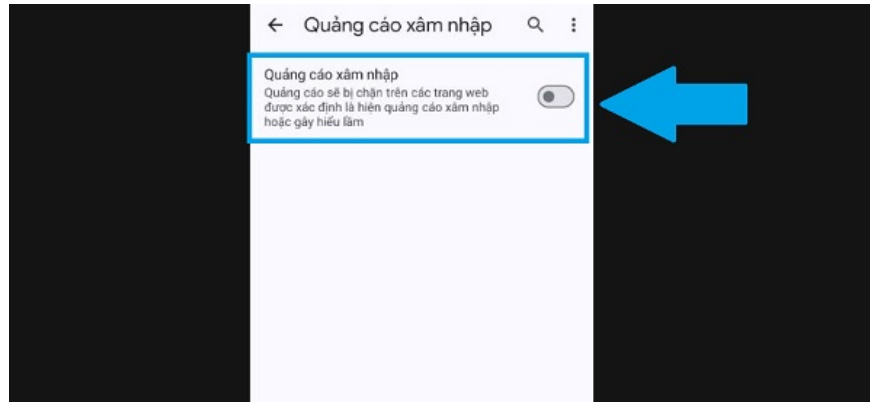 Quảng cáo xâm nhập
Quảng cáo xâm nhập
Quảng cáo sẽ bị chặn trên các trang web
được xác định là hiện quảng cáo xâm nhập
hoặc gây hiểu lầm